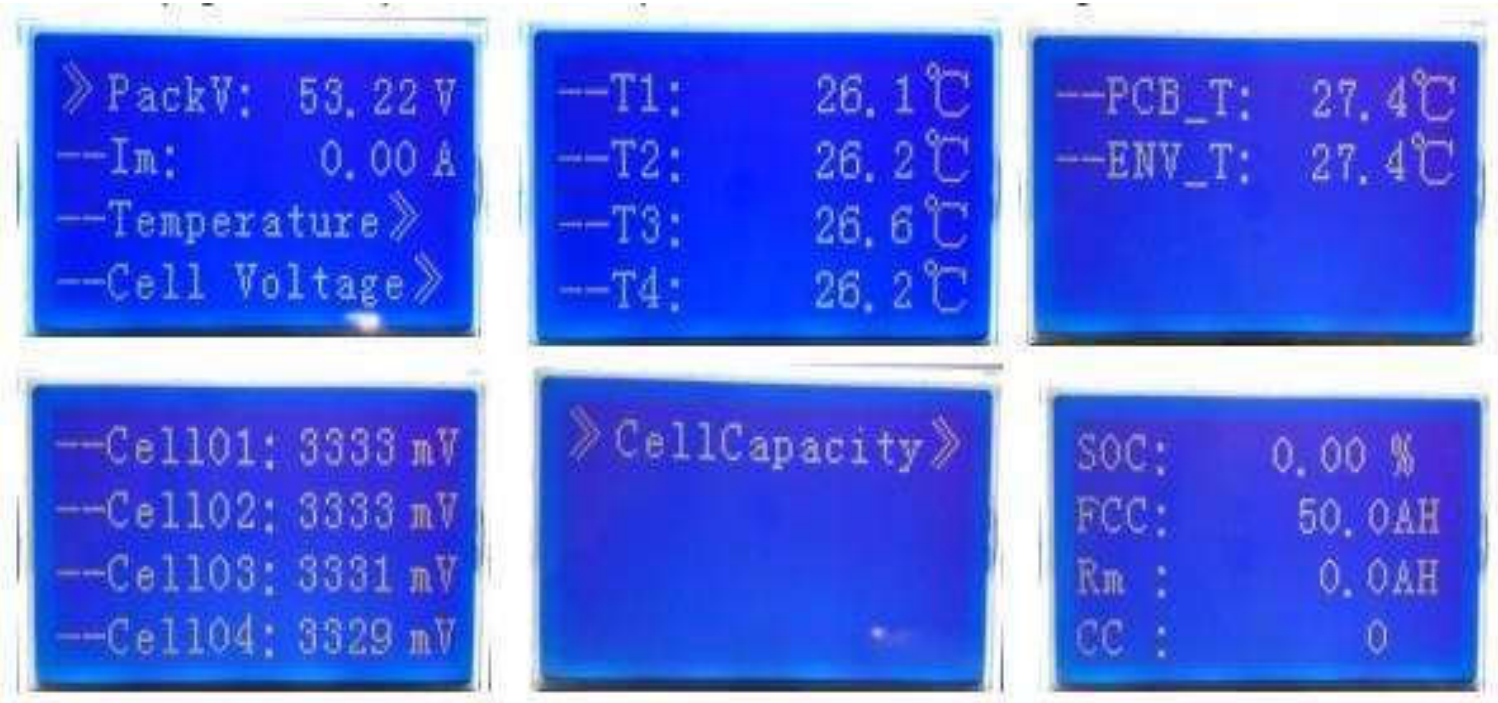 》PackV: 53.22 V
--Im: 0.00 A
--Temperature》
--Cell Voltage》
--T1: 26.1℃
--T2: 26.2℃
--T3: 26.6℃
--T4: 26.2℃
--PCB_T: 27.4℃
--ENV_T: 27.4℃
--Cell01: 3333 mV
--Cell02: 3333 mV
--Cell03: 3331 mV
--Cell04: 3329 mV
》CellCapacity》
SOC: 0.00 %
FCC: 50.0AH
Rm : 0.0AH
CC : 0